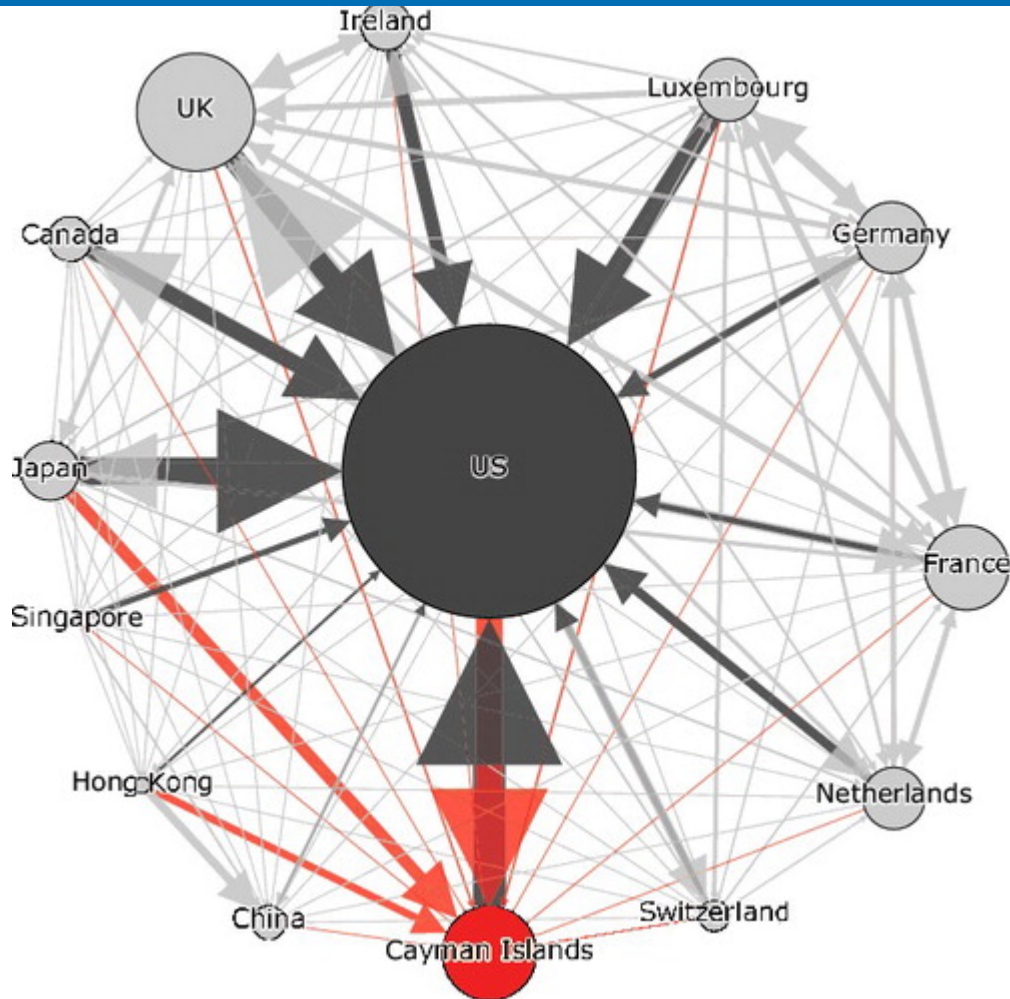 Ireland
Luxembourg
UK
Canada
Germany
Japan
US
France
Singapore
Hong Kong
Netherlands
China
Switzerland
Cayman Islands